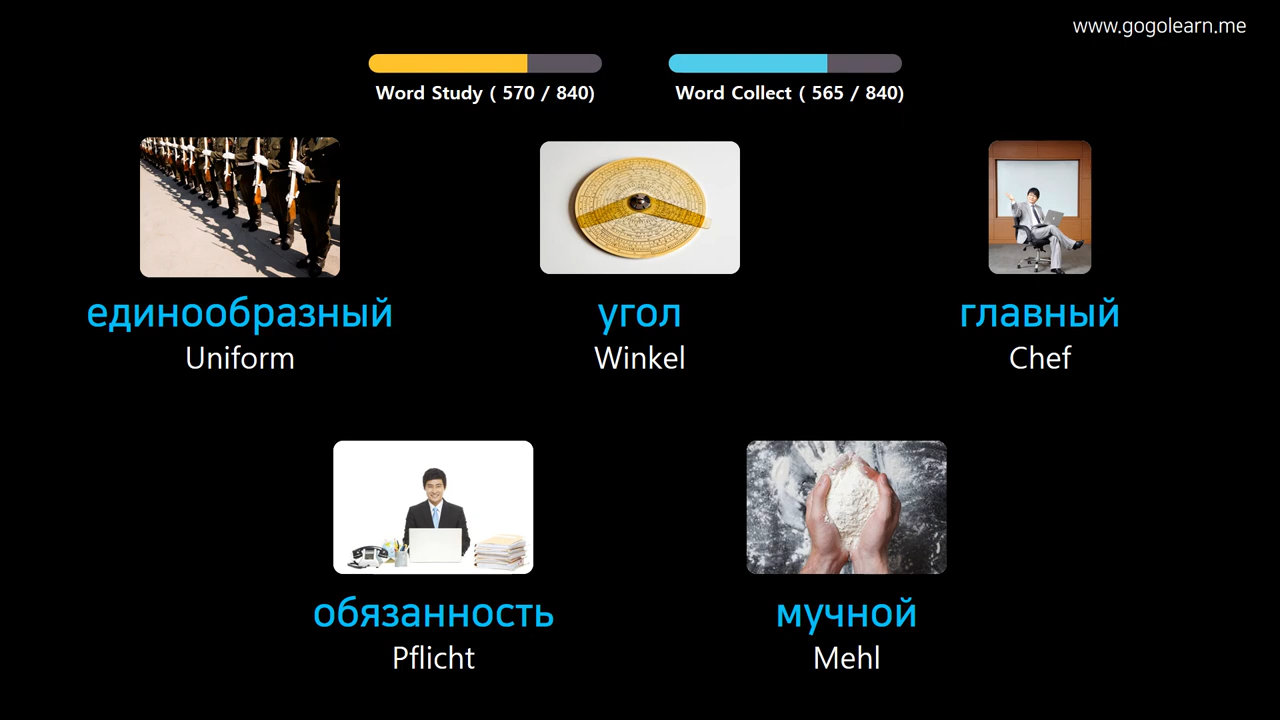 www.gogolearn.me
Word Study ( 570 / 840)
Word Collect ( 565 / 840)
единообразный
Uniform
угол
Winkel
главный
Chef
обязанность
Pflicht
мучной
Mehl